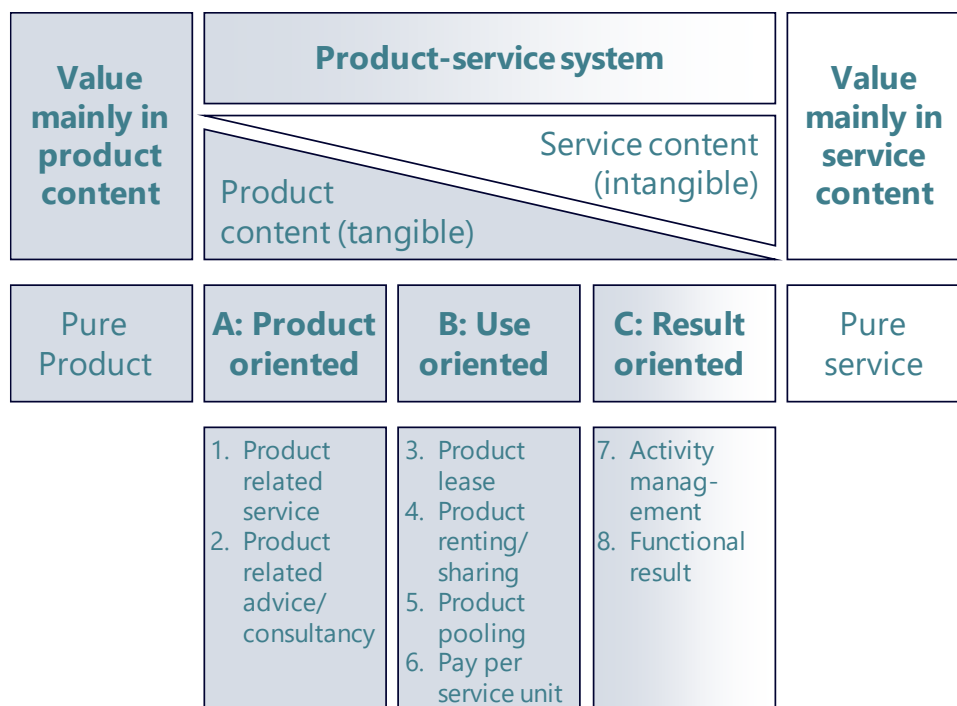 Value
mainly in
product
content
Product-service system
Service content
(intangible)
Product
content (tangible)
Value
mainly in
service
content
Pure
Product
A: Product
oriented
B: Use
oriented
C: Result
oriented
Pure
service
1. Product
related
service
2. Product
related
advice/
consultancy
3. Product
lease
4. Product
renting/
sharing
5. Product
pooling
6. Pay per
service unit
7. Activity
manag-
ement
8. Functional
result